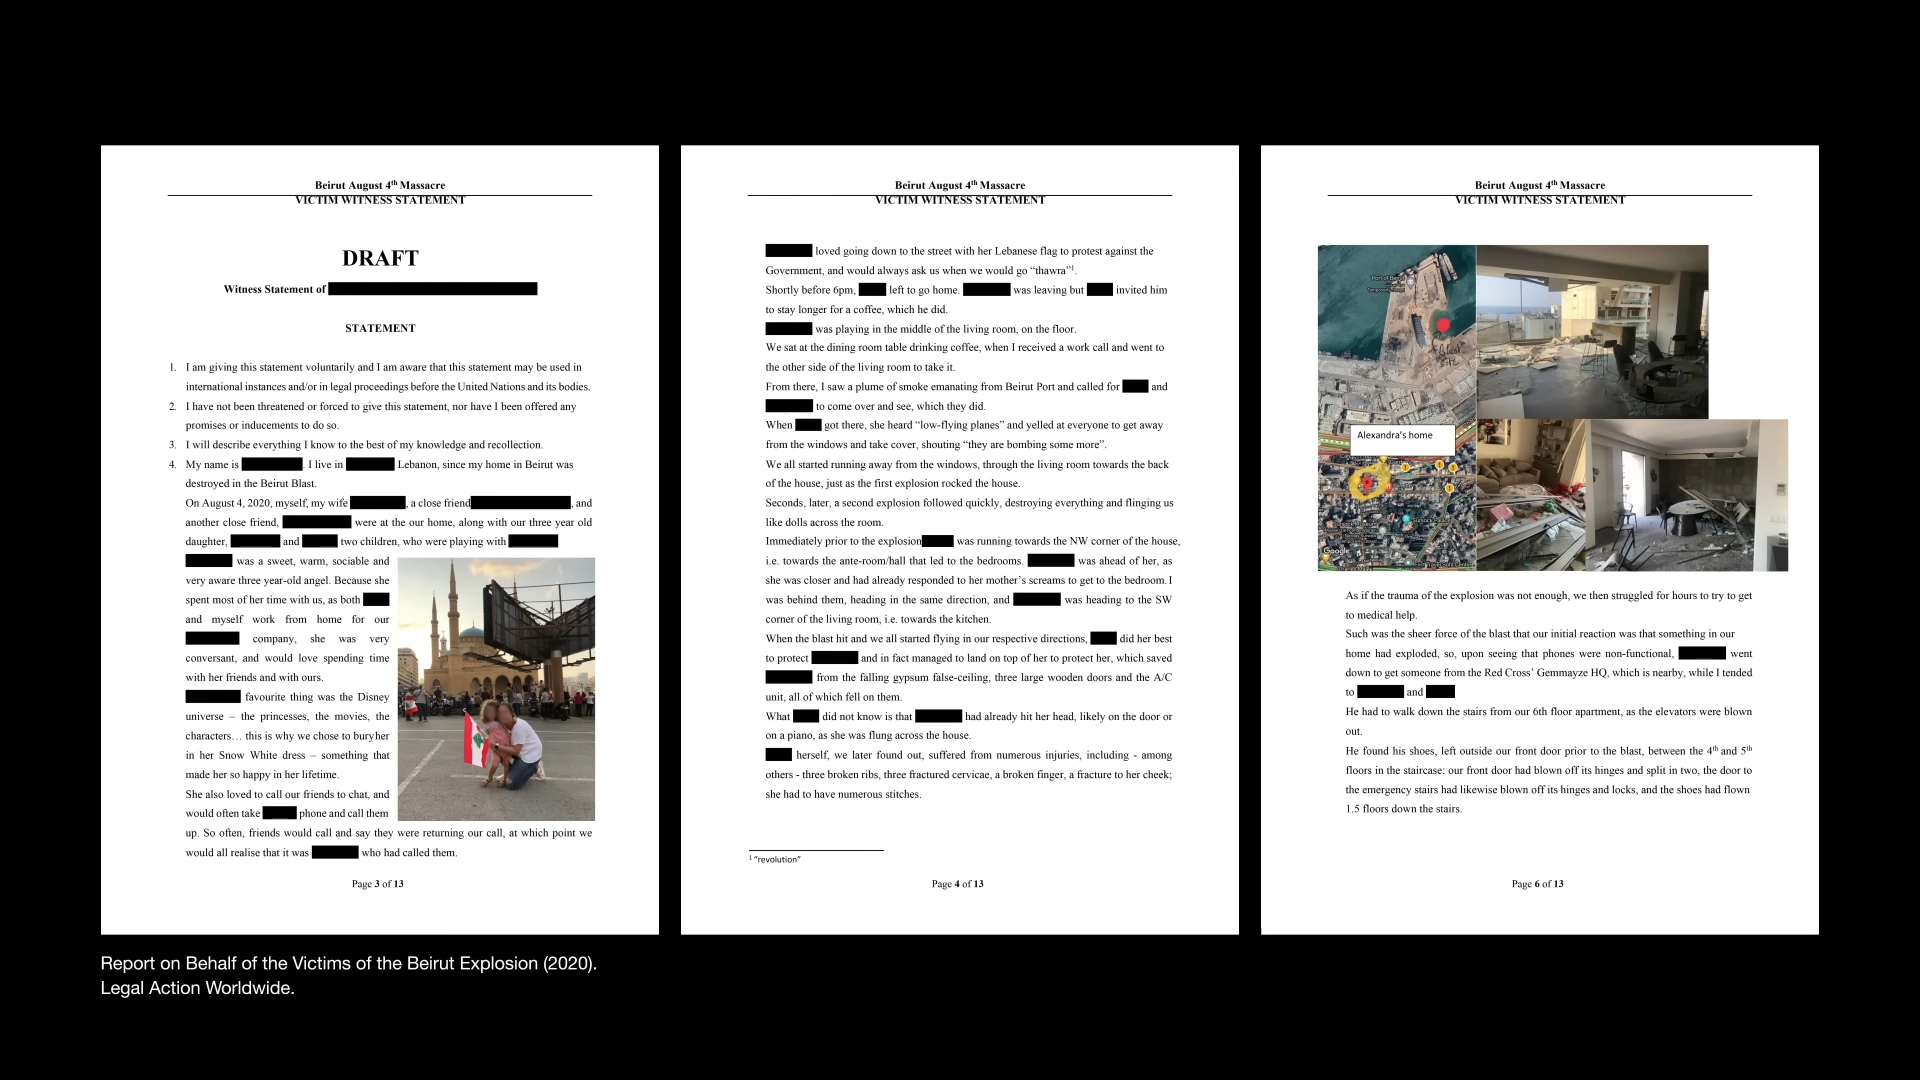 Beirut August 4th Massacre
VICTIM WITNESS STATEMENT
DRAFT
Witness Statement of
STATEMENT
1. I am giving this statement voluntarily and I am aware that this statement may be used in
international instances and/or in legal proceedings before the United Nations and its bodies.
2. I have not been threatened or forced to give this statement, nor have I been offered any
promises or inducements to do so.
3. I will describe everything I know to the best of my knowledge and recollection.
4. My name is . I live in Lebanon, since my home in Beirut was
destroyed in the Beirut Blast.
On August 4, 2020, myself, my wife , a close friend , and
another close friend, were at the our home, along with our three year old
daughter, and two children, who were playing with
was a sweet, warm, sociable and
very aware three year-old angel. Because she
spent most of her time with us, as both
and myself work from home for our
company, she was very
conversant, and would love spending time
with her friends and with ours.
favourite thing was the Disney
universe – the princesses, the movies, the
characters… this is why we chose to bury her
in her Snow White dress – something that
made her so happy in her lifetime.
She also loved to call our friends to chat, and
would often take phone and call them
up. So often, friends would call and say they were returning our call, at which point we
would all realise that it was who had called them.
Page 3 of 13
Beirut August 4th Massacre
VICTIM WITNESS STATEMENT
loved going down to the street with her Lebanese flag to protest against the
Government, and would always ask us when we would go “thawra”1.
Shortly before 6pm, left to go home. was leaving but invited him
to stay longer for a coffee, which he did.
was playing in the middle of the living room, on the floor.
We sat at the dining room table drinking coffee, when I received a work call and went to
the other side of the living room to take it.
From there, I saw a plume of smoke emanating from Beirut Port and called for and
to come over and see, which they did.
When got there, she heard “low-flying planes” and yelled at everyone to get away
from the windows and take cover, shouting “they are bombing some more”.
We all started running away from the windows, through the living room towards the back
of the house, just as the first explosion rocked the house.
Seconds, later, a second explosion followed quickly, destroying everything and flinging us
like dolls across the room.
Immediately prior to the explosion was running towards the NW corner of the house,
i.e. towards the ante-room/hall that led to the bedrooms. was ahead of her, as
she was closer and had already responded to her mother’s screams to get to the bedroom. I
was behind them, heading in the same direction, and was heading to the SW
corner of the living room, i.e. towards the kitchen.
When the blast hit and we all started flying in our respective directions, did her best
to protect and in fact managed to land on top of her to protect her, which saved
from the falling gypsum false-ceiling, three large wooden doors and the A/C
unit, all of which fell on them.
What did not know is that had already hit her head, likely on the door or
on a piano, as she was flung across the house.
herself, we later found out, suffered from numerous injuries, including - among
others - three broken ribs, three fractured cervicae, a broken finger, a fracture to her cheek;
she had to have numerous stitches.
1 “revolution”
Page 4 of 13
Beirut August 4th Massacre
VICTIM WITNESS STATEMENT
Port of Beirut
Alexandra’s home
Sursock Palace
Google
As if the trauma of the explosion was not enough, we then struggled for hours to try to get
to medical help.
Such was the sheer force of the blast that our initial reaction was that something in our
home had exploded, so, upon seeing that phones were non-functional, went
down to get someone from the Red Cross’ Gemmayze HQ, which is nearby, while I tended
to and
He had to walk down the stairs from our 6th floor apartment, as the elevators were blown
out.
He found his shoes, left outside our front door prior to the blast, between the 4th and 5th
floors in the staircase: our front door had blown off its hinges and split in two, the door to
the emergency stairs had likewise blown off its hinges and locks, and the shoes had flown
1.5 floors down the stairs.
Page 6 of 13
Report on Behalf of the Victims of the Beirut Explosion (2020).
Legal Action Worldwide.